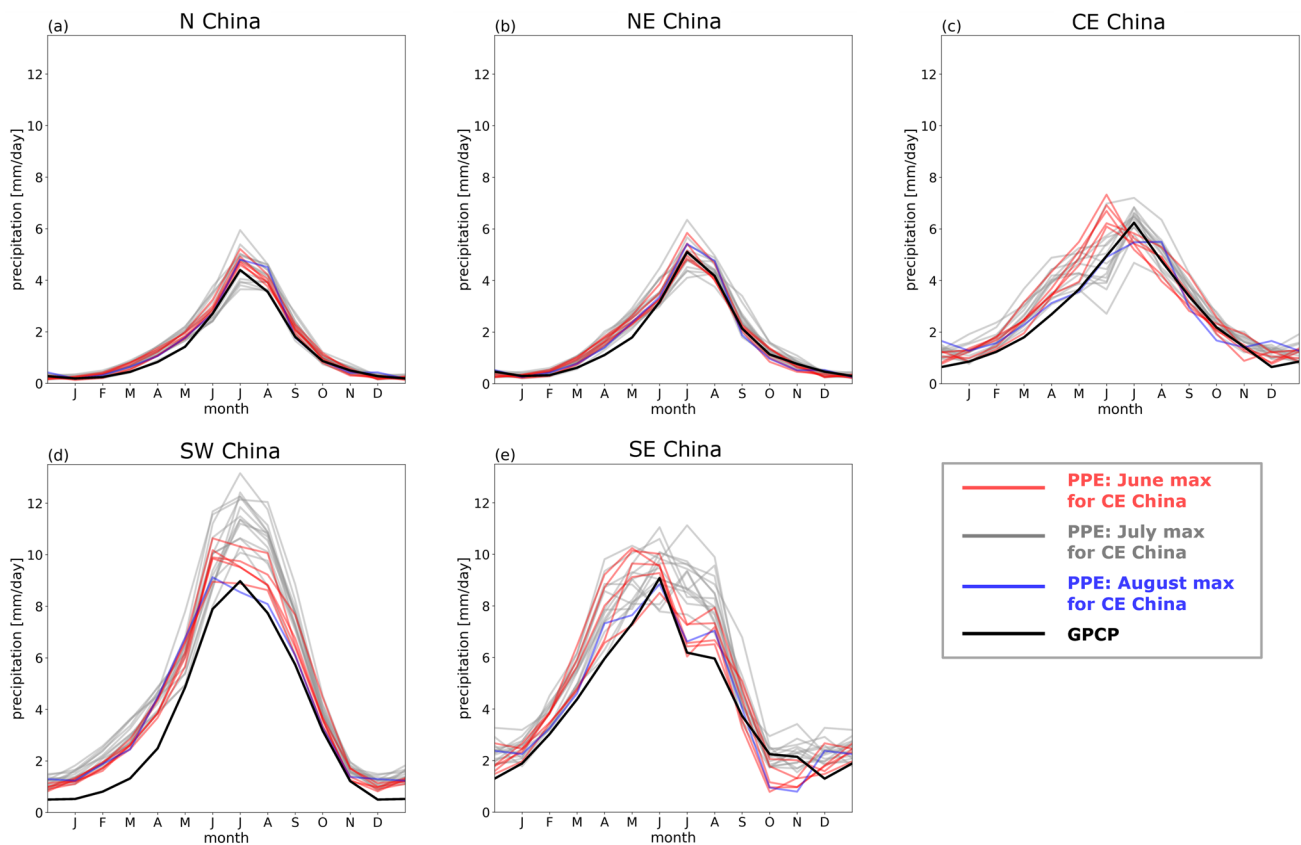 (a) N China
precipitation [mm/day]
12
10
8
6
4
2
0
J F M A M J J A S O N D
month
(b) NE China
precipitation [mm/day]
12
10
8
6
4
2
0
J F M A M J J A S O N D
month
(c) CE China
precipitation [mm/day]
12
10
8
6
4
2
0
J F M A M J J A S O N D
month
(d) SW China
precipitation [mm/day]
12
10
8
6
4
2
0
J F M A M J J A S O N D
month
(e) SE China
precipitation [mm/day]
12
10
8
6
4
2
0
J F M A M J J A S O N D
month
PPE: June max
for CE China
PPE: July max
for CE China
PPE: August max
for CE China
GPCP